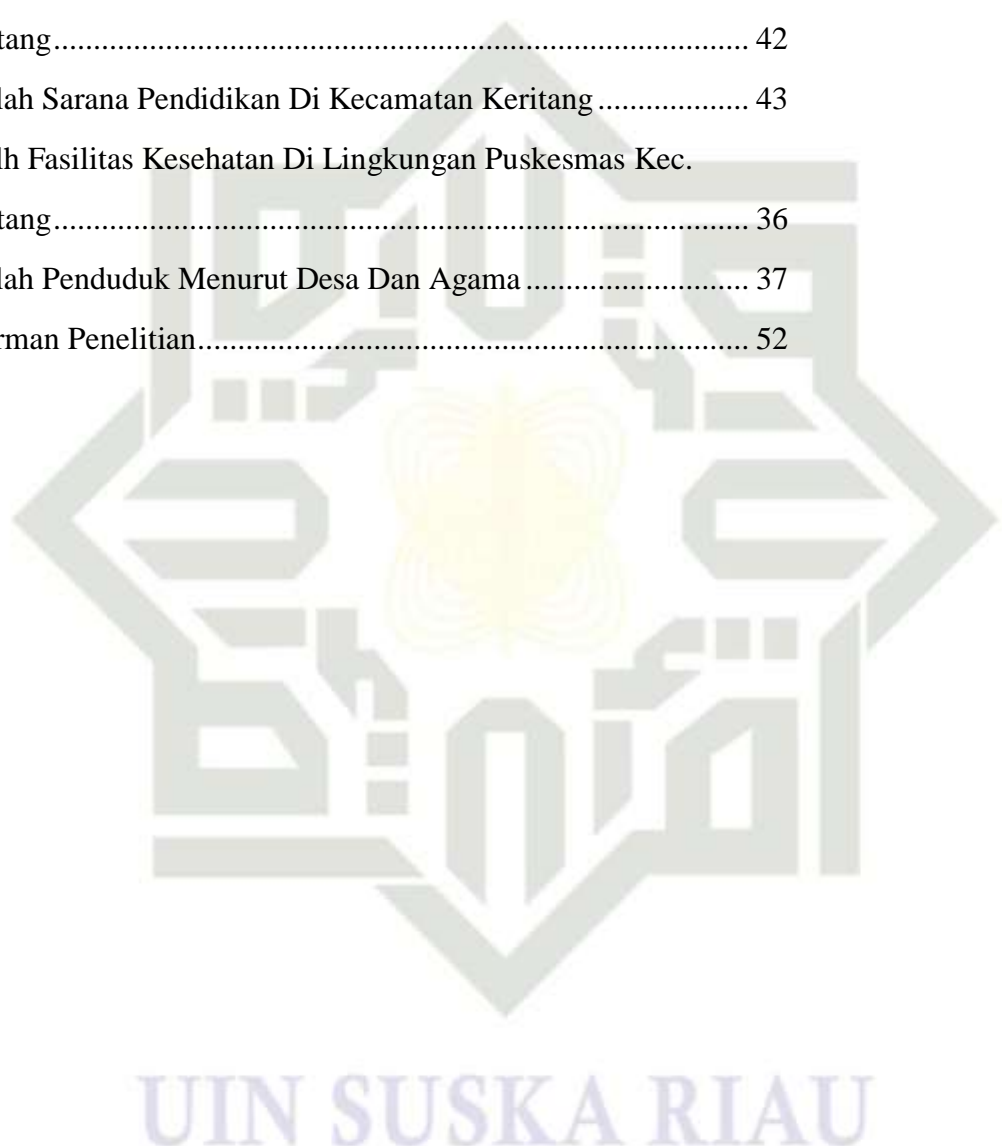 tang........................................................................................ 42
lah Sarana Pendidikan Di Kecamatan Keritang ................... 43
lh Fasilitas Kesehatan Di Lingkungan Puskesmas Kec.
tang........................................................................................ 36
lah Penduduk Menurut Desa Dan Agama ............................ 37
rman Penelitian...................................................................... 52
UIN SUSKA RIAU